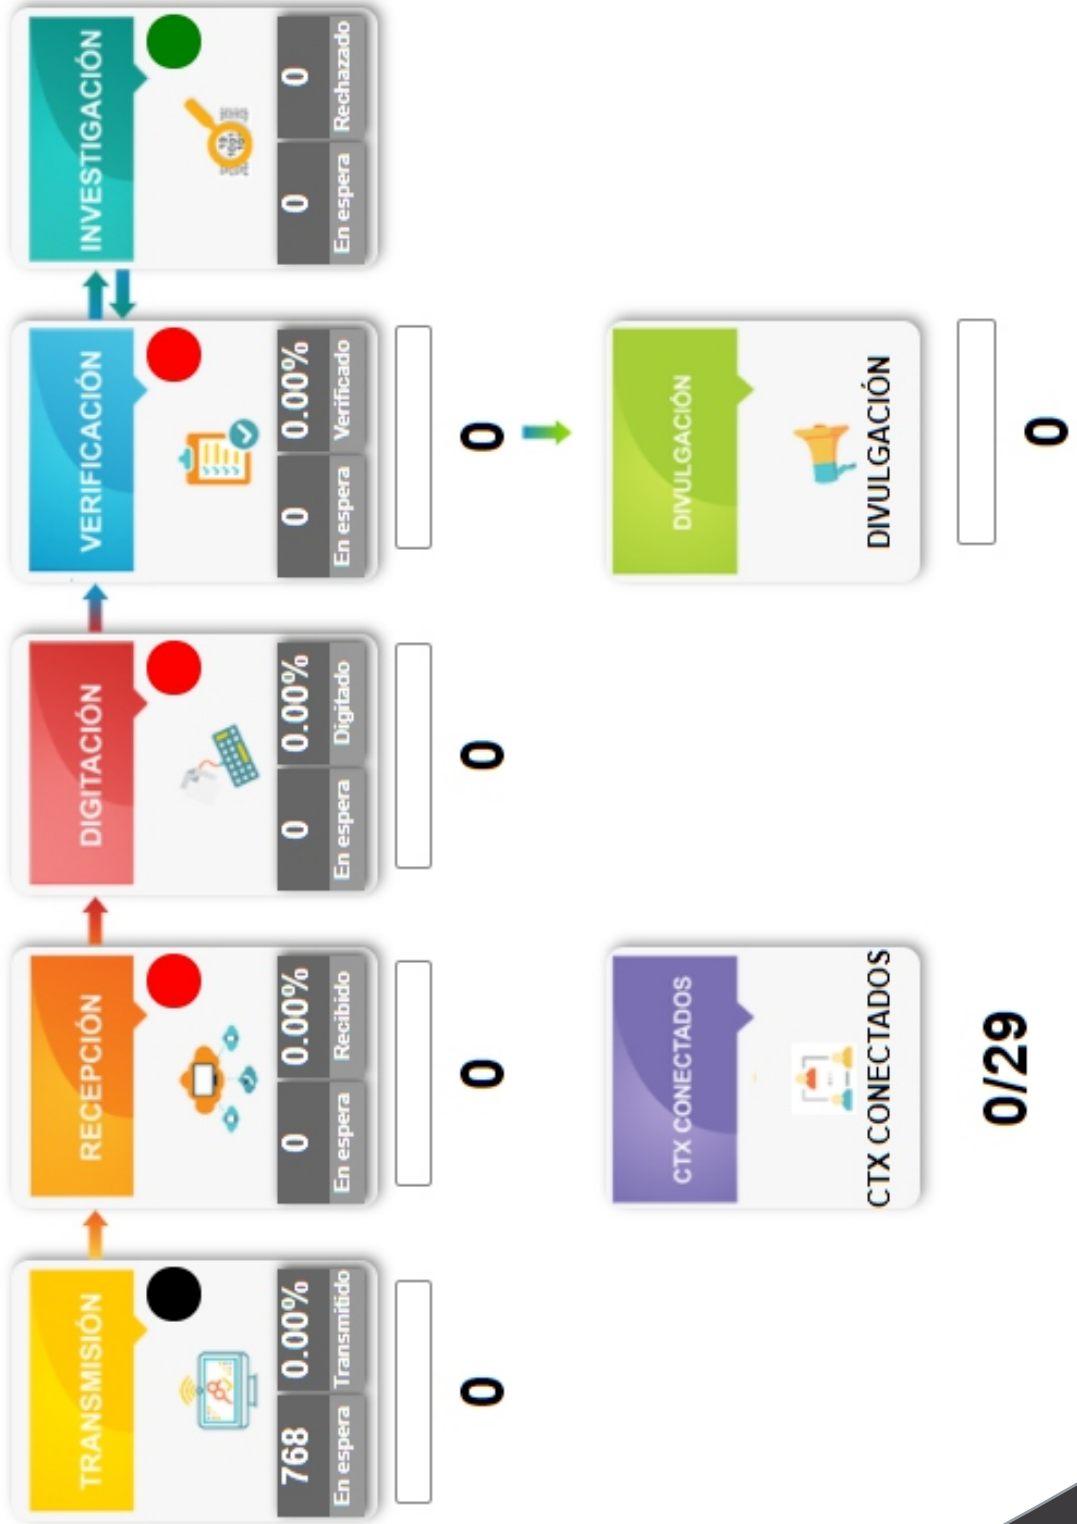 TRANSMISIÓN
768
En espera
0.00%
Transmitido
0
RECEPCIÓN
0
En espera
0.00%
Recibido
0
DIGITACIÓN
0
En espera
0.00%
Digitado
0
VERIFICACIÓN
0
En espera
0.00%
Verificado
0
INVESTIGACIÓN
0
En espera
0
Rechazado
CTX CONECTADOS
CTX CONECTADOS
0/29
DIVULGACIÓN
DIVULGACIÓN
0